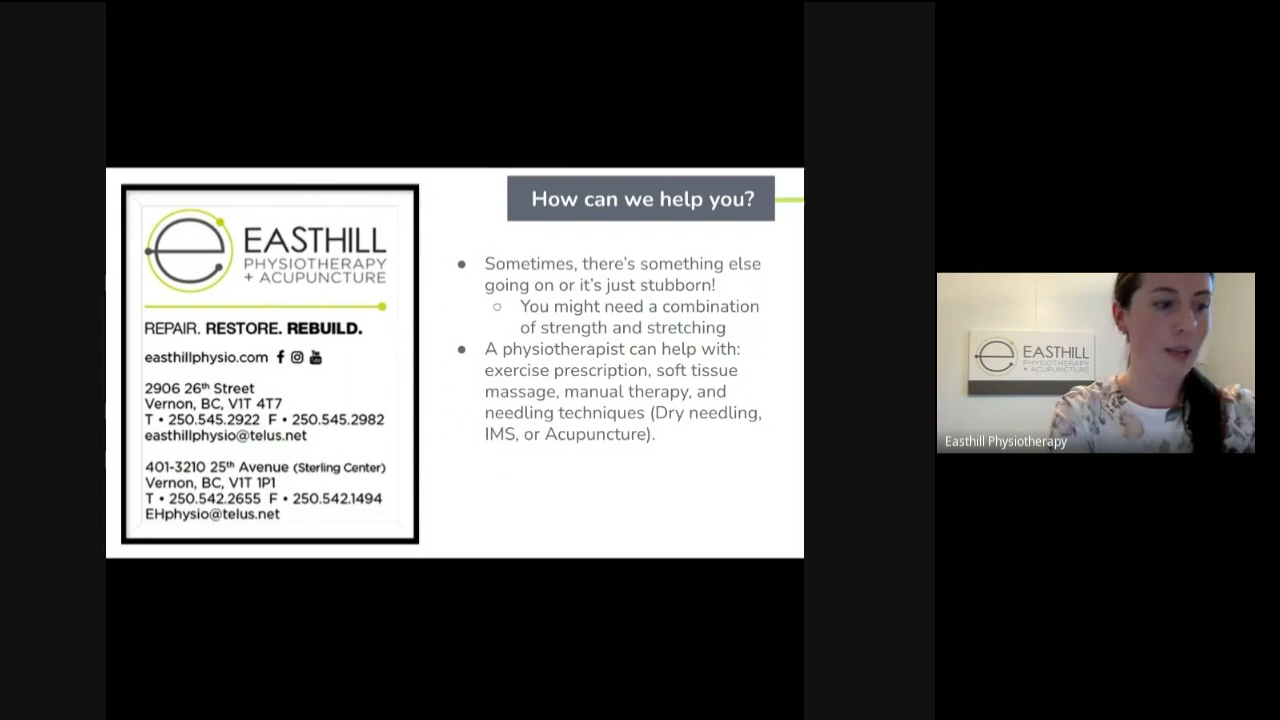 EASTHILL
PHYSIOTHERAPY
+ ACUPUNCTURE
REPAIR. RESTORE. REBUILD.
easthillphysio.com
2906 26th Street
Vernon, BC, V1T 4T7
T • 250.545.2922 F • 250.545.2982
easthillphysio@telus.net
401-3210 25th Avenue (Sterling Center)
Vernon, BC, V1T 1P1
T • 250.542.2655 F • 250.542.1494
EHphysio@telus.net
How can we help you?
● Sometimes, there's something else
going on or it's just stubborn!
○ You might need a combination
of strength and stretching
● A physiotherapist can help with:
exercise prescription, soft tissue
massage, manual therapy, and
needling techniques (Dry needling,
IMS, or Acupuncture).
EASTHILL
PHYSIOTHERAPY
+ ACUPUNCTURE
Easthill Physiotherapy